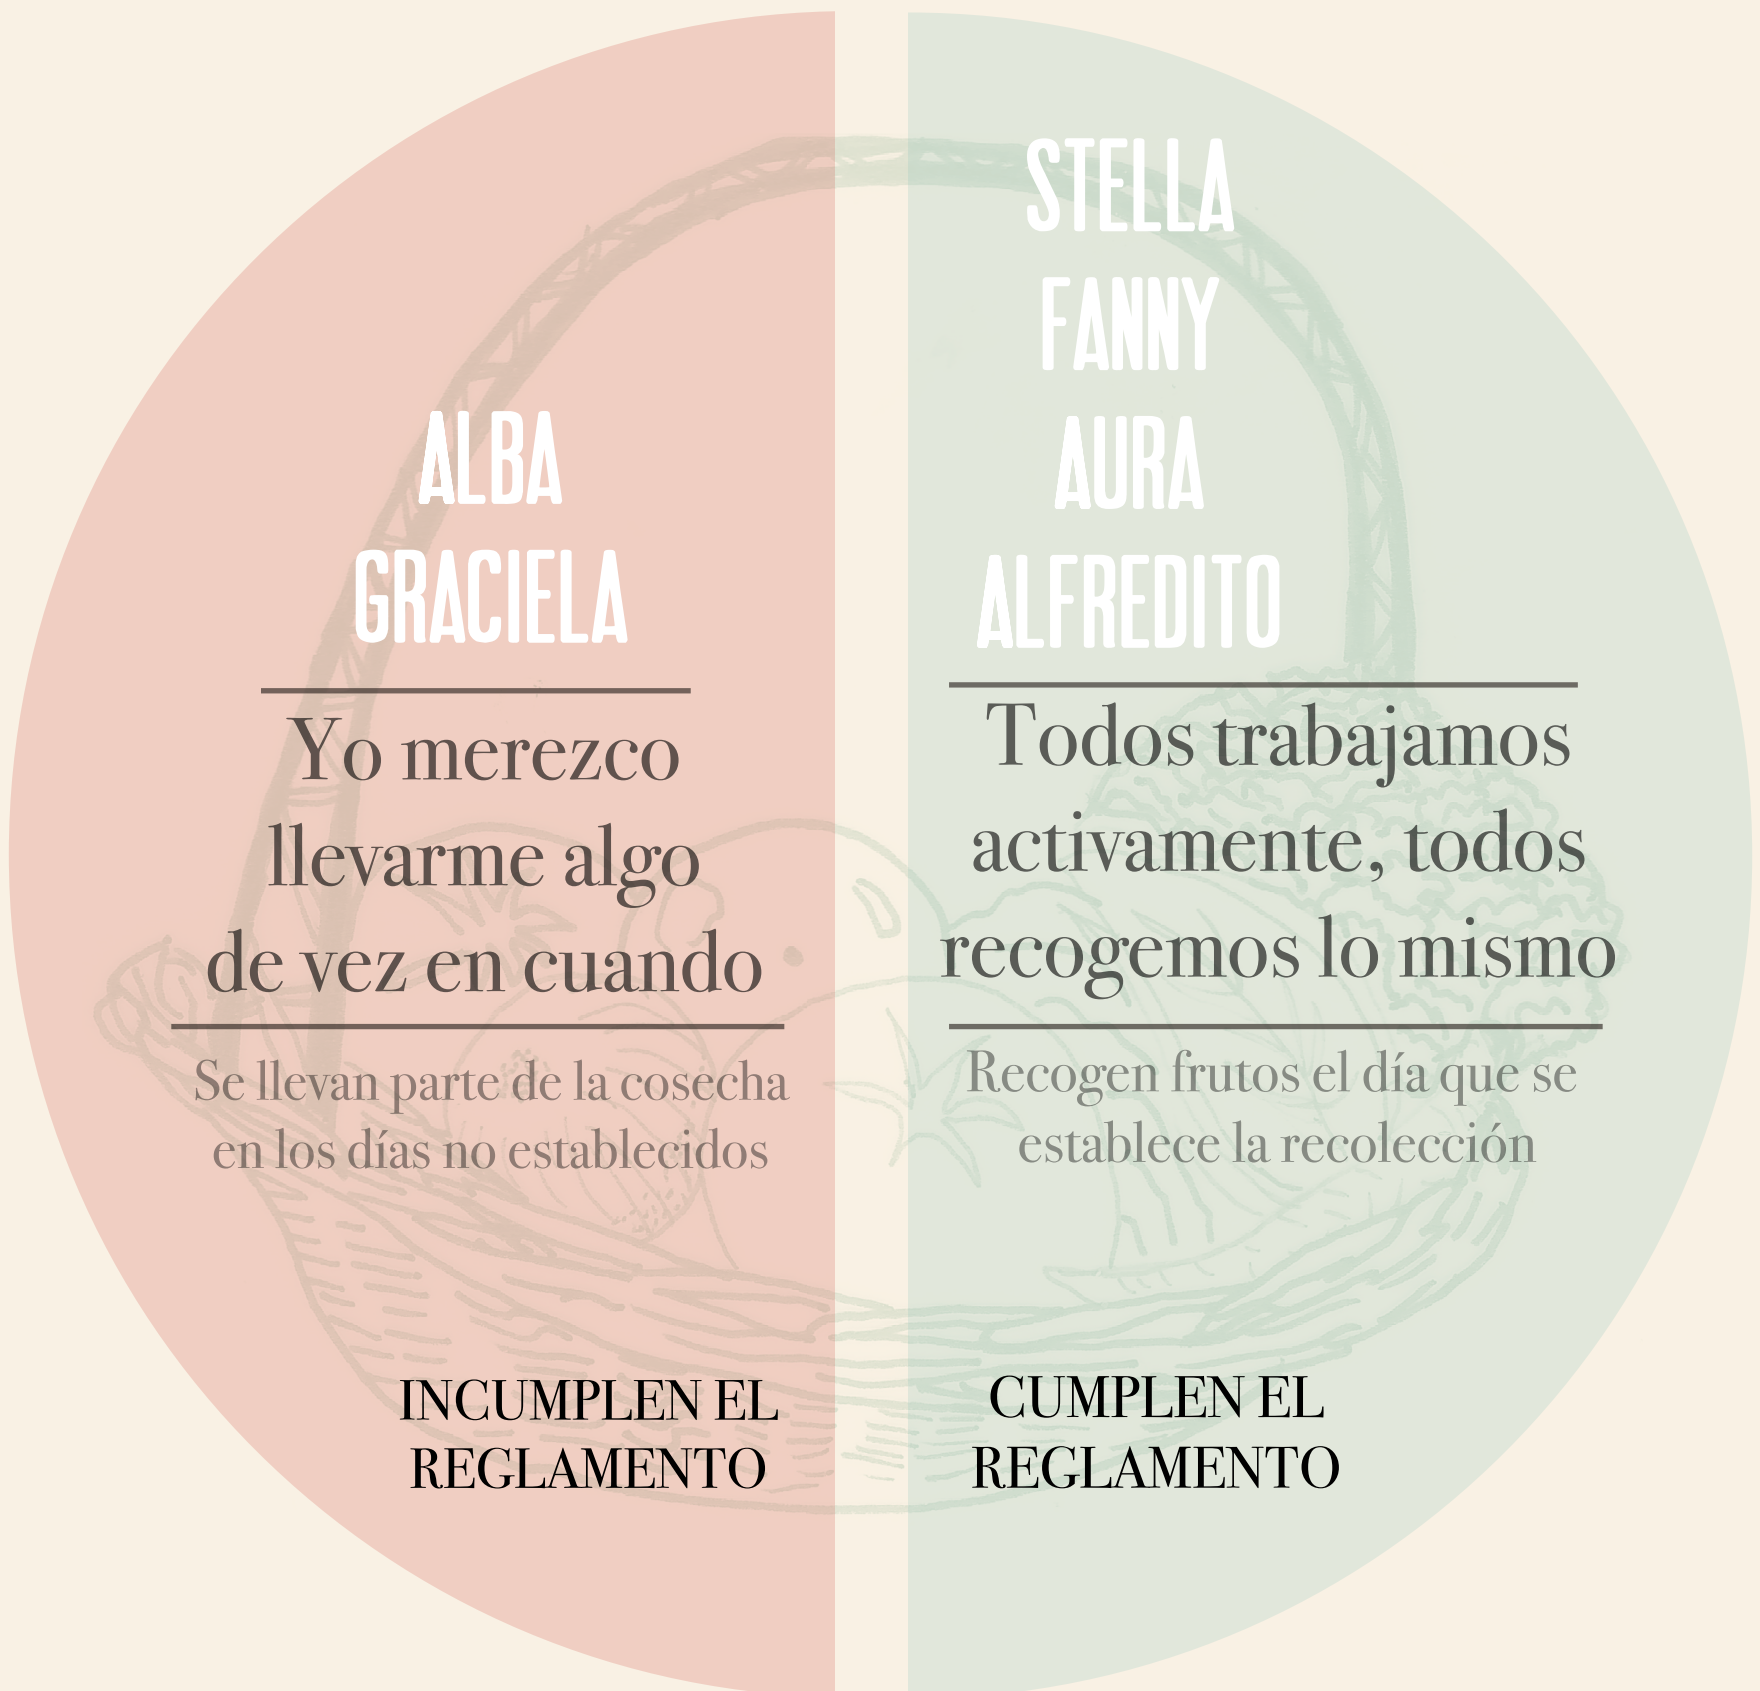 ALBA
GRACIELA
Yo merezco
llevarme algo
de vez en cuando
Se llevan parte de la cosecha
en los días no establecidos
INCUMPLEN EL
REGLAMENTO
STELLA
FANNY
AURA
ALFREDITO
Todos trabajamos
activamente, todos
recogemos lo mismo
Recogen frutos el día que se
establece la recolección
CUMPLEN EL
REGLAMENTO